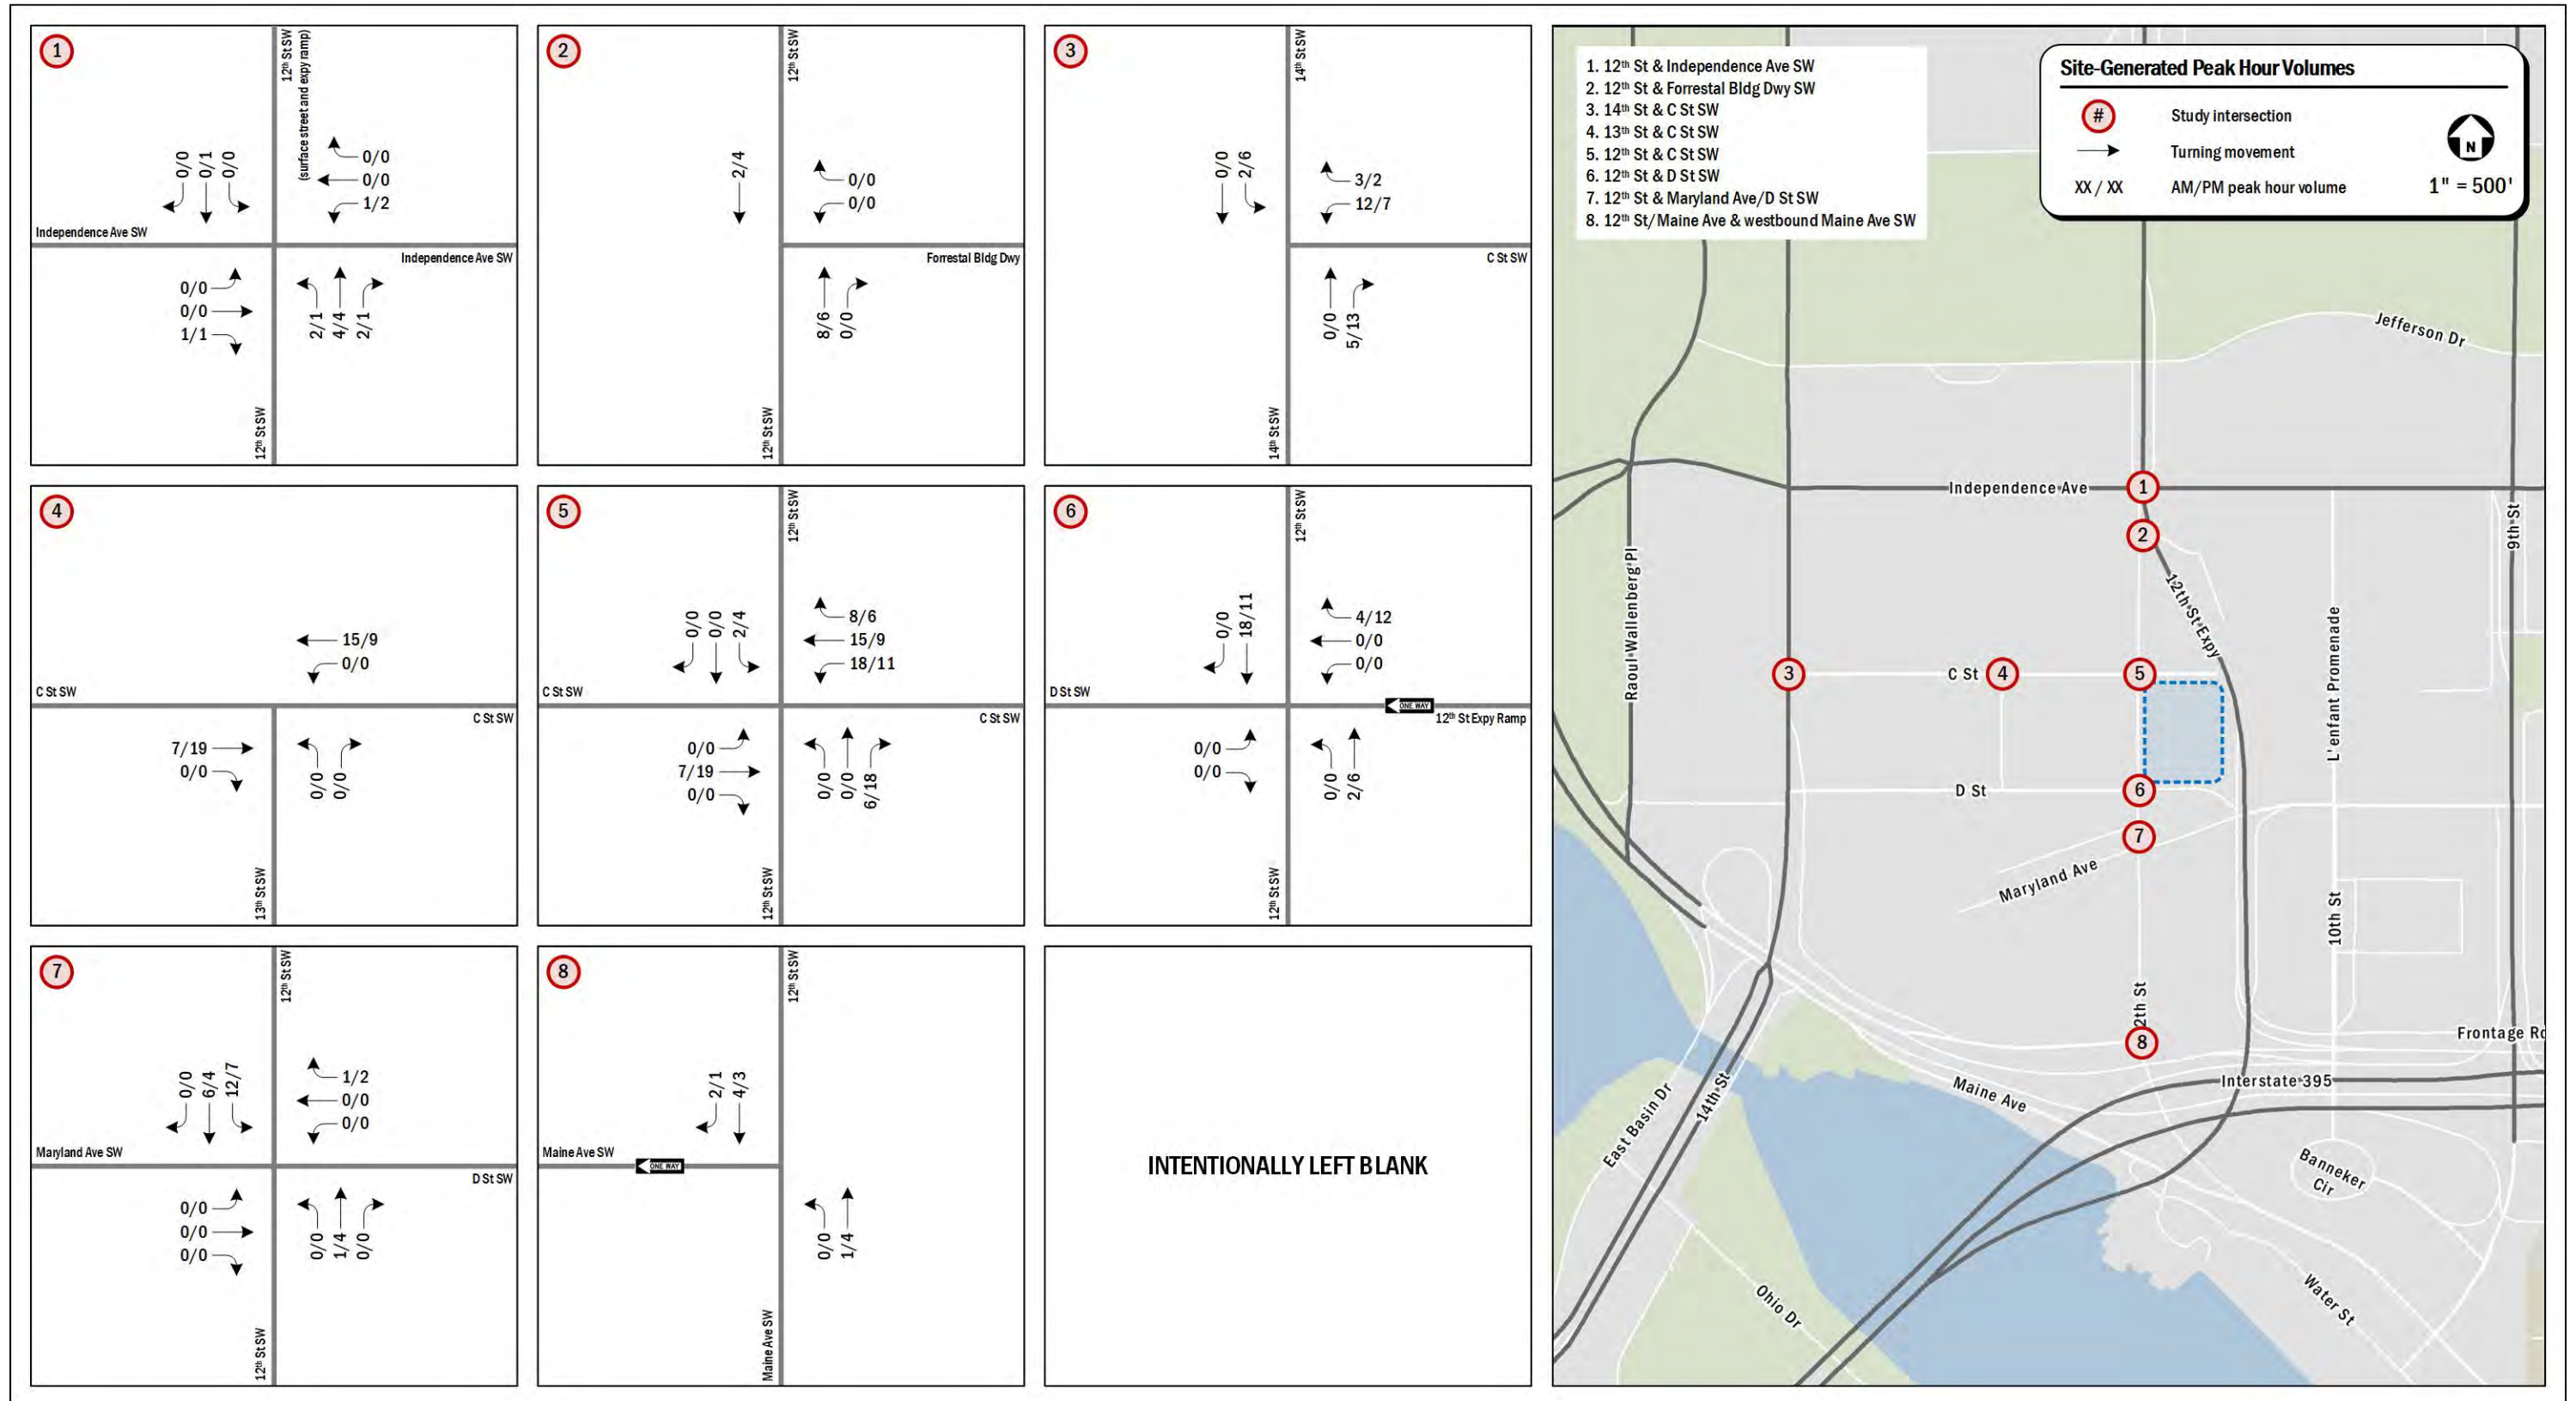 1
12th St SW
(surface street and expy ramp)
0/0
0/1
0/0
0/0
0/0
1/2
Independence Ave SW
Independence Ave SW
0/0
0/0
1/1
2/1
4/4
2/1
12th St SW
2
12th St SW
2/4
0/0
0/0
Forrestal Bldg Dwy
8/6
0/0
12th St SW
3
14th St SW
0/0
2/6
3/2
12/7
C St SW
0/0
5/13
14th St SW
4
15/9
0/0
C St SW
C St SW
7/19
0/0
0/0
0/0
13th St SW
5
12th St SW
0/0
0/0
2/4
8/6
15/9
18/11
C St SW
C St SW
0/0
7/19
0/0
0/0
0/0
6/18
12th St SW
6
12th St SW
0/0
18/11
4/12
0/0
0/0
D St SW
ONE WAY
12th St Expy Ramp
0/0
0/0
0/0
2/6
12th St SW
7
12th St SW
0/0
6/4
12/7
1/2
0/0
0/0
Maryland Ave SW
D St SW
0/0
0/0
0/0
0/0
1/4
0/0
12th St SW
8
12th St SW
2/1
4/3
Maine Ave SW
ONE WAY
0/0
1/4
Maine Ave SW
INTENTIONALLY LEFT BLANK
1. 12th St & Independence Ave SW
2. 12th St & Forrestal Bldg Dwy SW
3. 14th St & C St SW
4. 13th St & C St SW
5. 12th St & C St SW
6. 12th St & D St SW
7. 12th St & Maryland Ave/D St SW
8. 12th St/Maine Ave & westbound Maine Ave SW
Site-Generated Peak Hour Volumes
# Study intersection
Turning movement
XX / XX AM/PM peak hour volume
N
1" = 500'
Jefferson Dr
Independence Ave
1
2
9th St
Raoul Wallenberg Pl
12th St Expy
L'enfant Promenade
3
C St
4
5
D St
6
7
Maryland Ave
10th St
2th St
8
Frontage Rd
Interstate 395
Maine Ave
14th St
East Basin Dr
Banneker
Cir
Ohio Dr
Water St